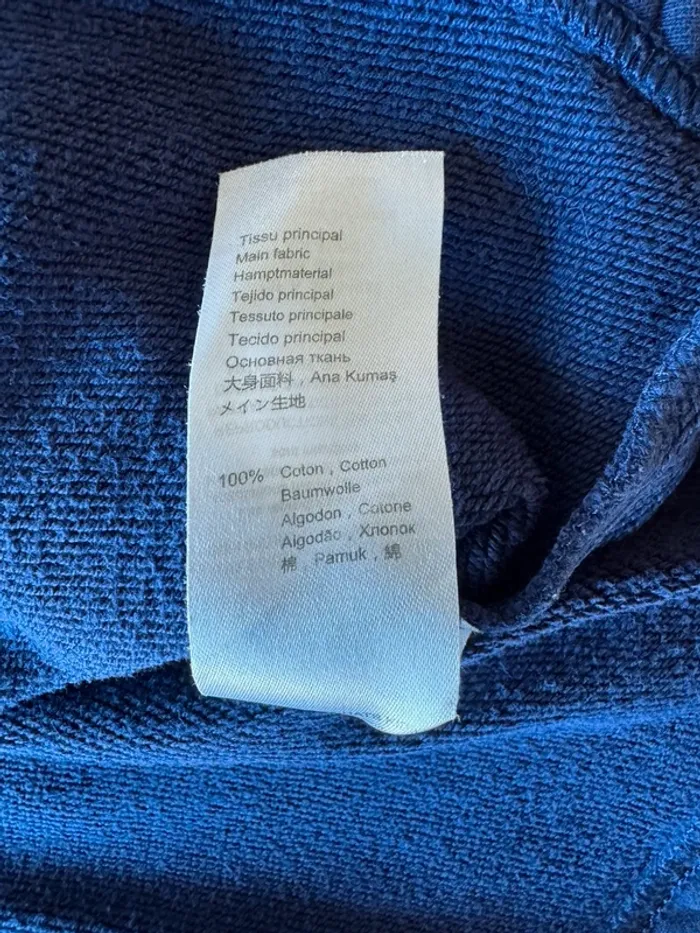 Tissu principal
Main fabric
Hamptmaterial
Tejido principal
Tessuto principale
Tecido principal
Основная ткань
大身面料 , Ana Kumaş
メイン生地
100% Coton , Cotton
Baumwolle
Algodon , Cotone
Algodão , Хлопок
棉 Pamuk , 綿